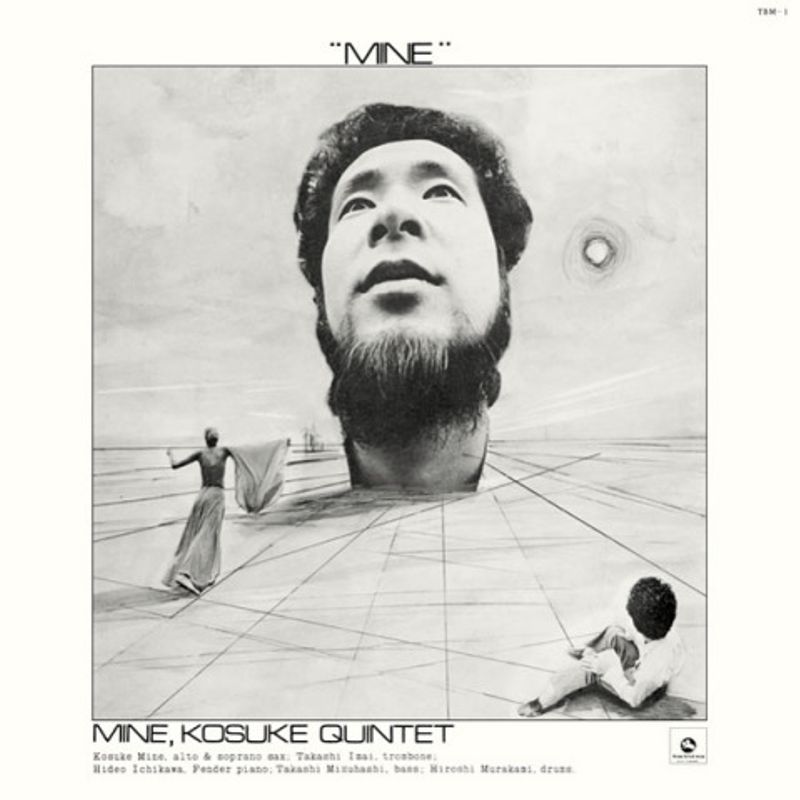 TBM-1
"MINE"
MINE, KOSUKE QUINTET
Kosuke Mine, alto & soprano sax; Takashi Imai, trombone;
Hideo Ichikawa, Fender piano; Takashi Mizuhashi, bass; Hiroshi Murakami, drums.